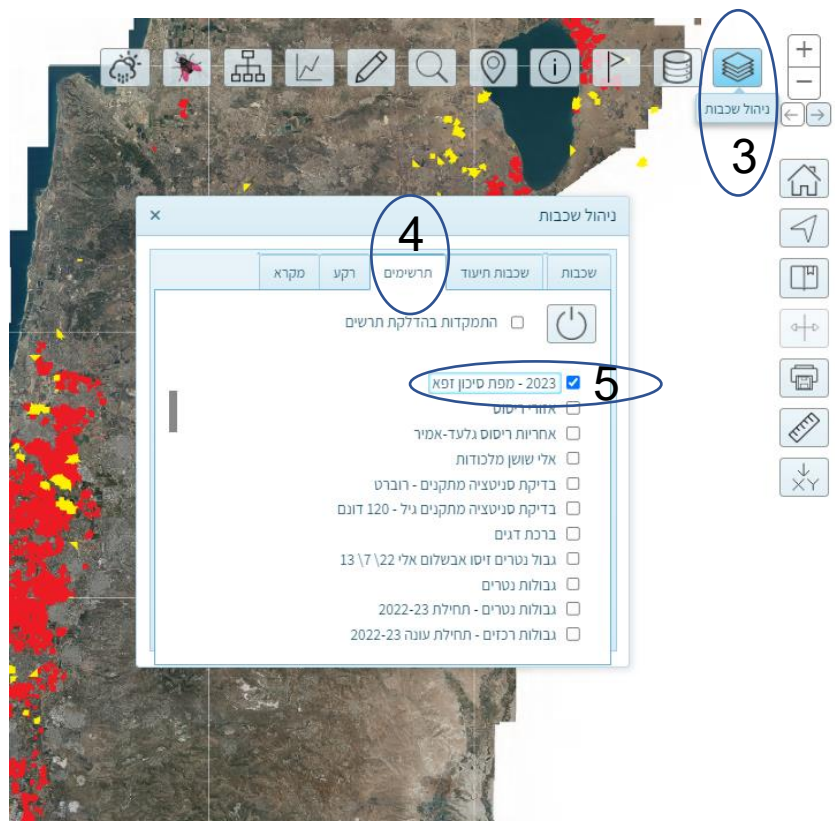 ניהול שכבות
3
ניהול שכבות
4
שכבות
שכבות תיעוד
תרשימים
רקע
מקרא
התמקדות בהדלקת תרשים
2023 - מפת סיכון זפא
5
אזורי ריסוס
אחריות ריסוס גלעד-אמיר
אלי שושן מלכודות
בדיקת סניטציה מתקנים - רוברט
בדיקת סניטציה מתקנים גיל - 120 דונם
ברכת דגים
גבול נטרים זיסו אבשלום אלי 22\ 7\ 13
גבולות נטרים
גבולות נטרים - תחילת 2022-23
גבולות רכזים - תחילת עונה 2022-23
XY